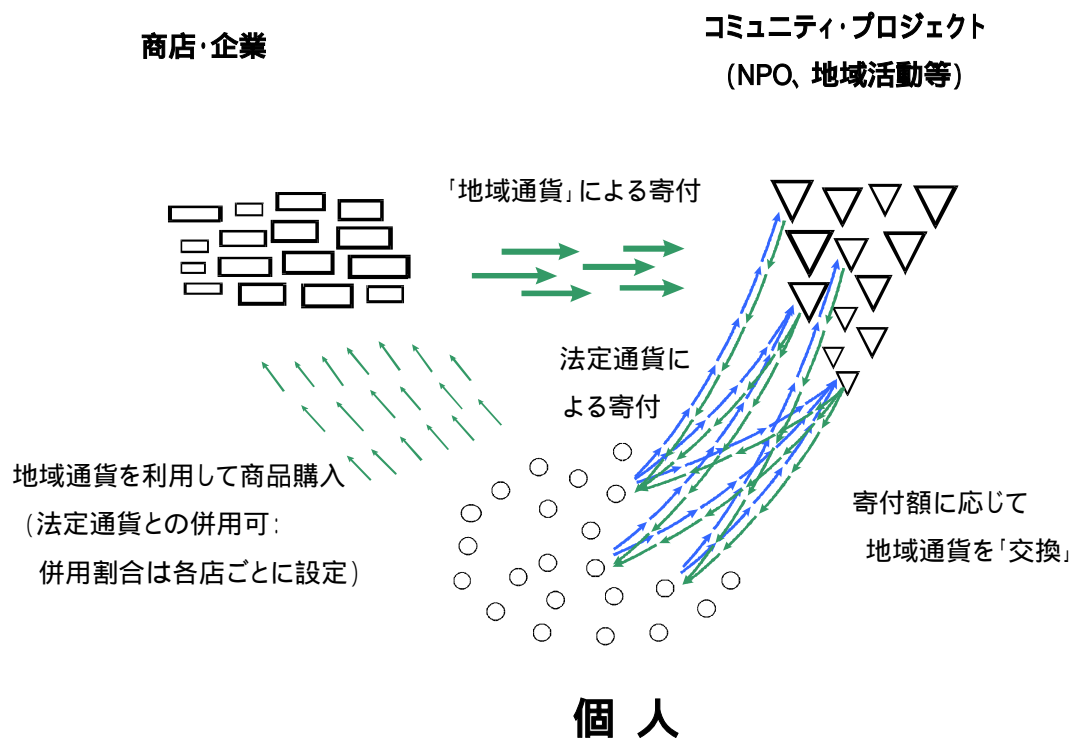 商店・企業
コミュニティ・プロジェクト
(NPO、地域活動等)
「地域通貨」による寄付
法定通貨に
よる寄付
地域通貨を利用して商品購入
(法定通貨との併用可:
併用割合は各店ごとに設定)
寄付額に応じて
地域通貨を「交換」
個 人